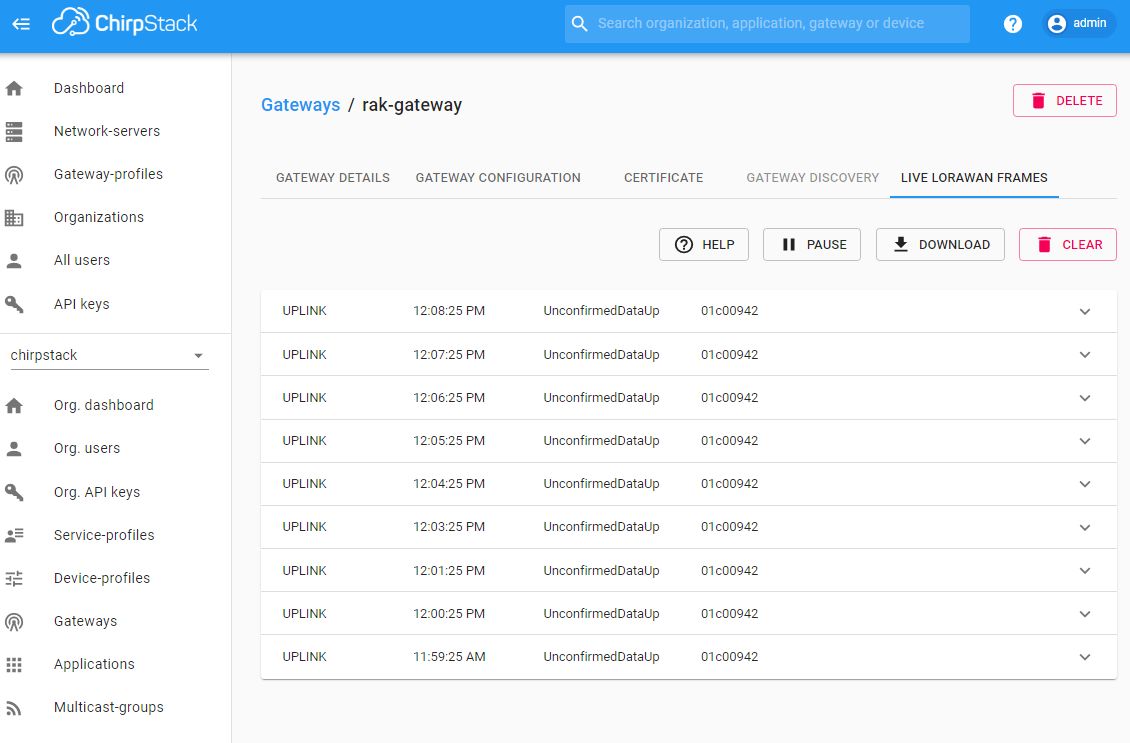 ChirpStack
Search organization, application, gateway or device
admin
Dashboard
Network-servers
Gateway-profiles
Organizations
All users
API keys
chirpstack
Org. dashboard
Org. users
Org. API keys
Service-profiles
Device-profiles
Gateways
Applications
Multicast-groups
Gateways / rak-gateway
DELETE
GATEWAY DETAILS GATEWAY CONFIGURATION CERTIFICATE GATEWAY DISCOVERY LIVE LORAWAN FRAMES
HELP PAUSE DOWNLOAD CLEAR
UPLINK 12:08:25 PM UnconfirmedDataUp 01c00942
UPLINK 12:07:25 PM UnconfirmedDataUp 01c00942
UPLINK 12:06:25 PM UnconfirmedDataUp 01c00942
UPLINK 12:05:25 PM UnconfirmedDataUp 01c00942
UPLINK 12:04:25 PM UnconfirmedDataUp 01c00942
UPLINK 12:03:25 PM UnconfirmedDataUp 01c00942
UPLINK 12:01:25 PM UnconfirmedDataUp 01c00942
UPLINK 12:00:25 PM UnconfirmedDataUp 01c00942
UPLINK 11:59:25 AM UnconfirmedDataUp 01c00942